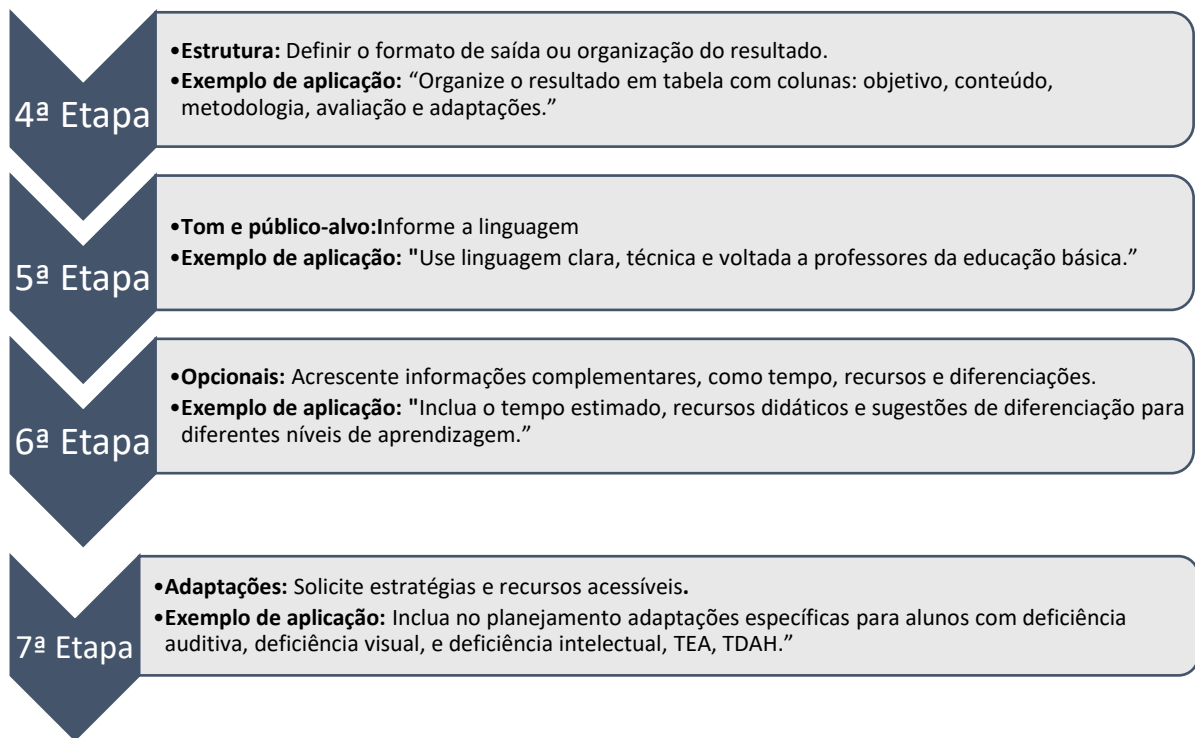 4ª Etapa
•Estrutura: Definir o formato de saída ou organização do resultado.
•Exemplo de aplicação: “Organize o resultado em tabela com colunas: objetivo, conteúdo,
metodologia, avaliação e adaptações.”
5ª Etapa
•Tom e público-alvo:Informe a linguagem
•Exemplo de aplicação: "Use linguagem clara, técnica e voltada a professores da educação básica.”
6ª Etapa
•Opcionais: Acrescente informações complementares, como tempo, recursos e diferenciações.
•Exemplo de aplicação: "Inclua o tempo estimado, recursos didáticos e sugestões de diferenciação para
diferentes níveis de aprendizagem.”
7ª Etapa
•Adaptações: Solicite estratégias e recursos acessíveis.
•Exemplo de aplicação: Inclua no planejamento adaptações específicas para alunos com deficiência
auditiva, deficiência visual, e deficiência intelectual, TEA, TDAH.”